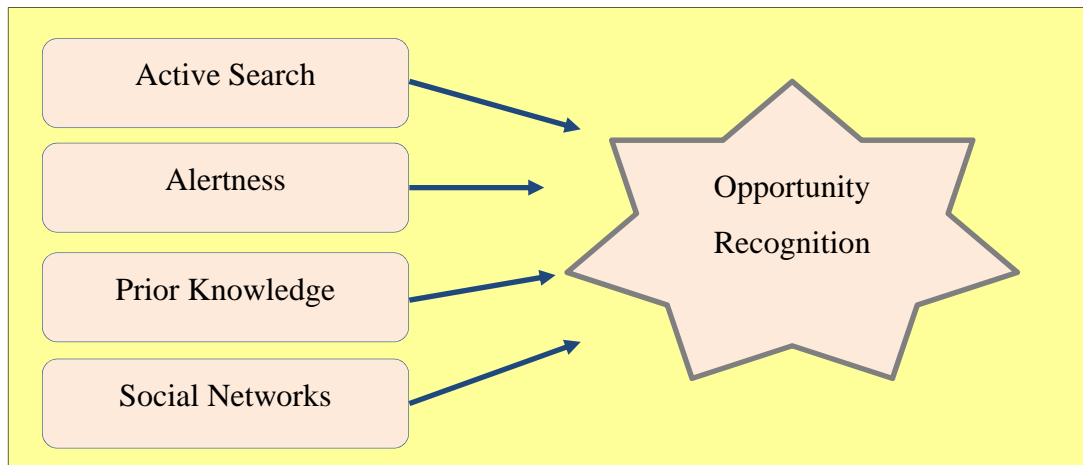 Active Search
Alertness
Prior Knowledge
Social Networks
Opportunity
Recognition